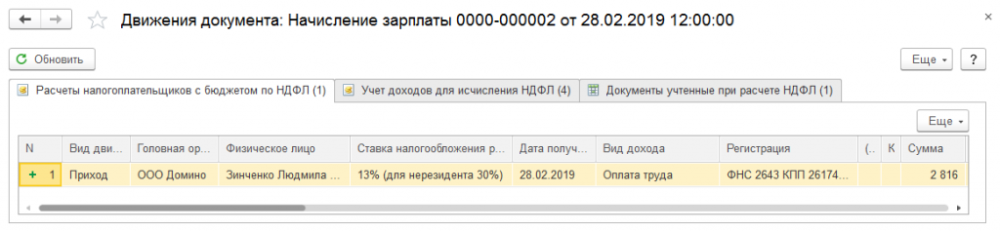 Движения документа: Начисление зарплаты 0000-000002 от 28.02.2019 12:00:00
Обновить Еще ?
Расчеты налогоплательщиков с бюджетом по НДФЛ (1) Учет доходов для исчисления НДФЛ (4) Документы учтенные при расчете НДФЛ (1)
Еще
N Вид дви... Головная ор... Физическое лицо Ставка налогообложения р... Дата получ... Вид дохода Регистрация (.. К Сумма
1 Приход ООО Домино Зинченко Людмила ... 13% (для нерезидента 30%) 28.02.2019 Оплата труда ФНС 2643 КПП 26174... 2 816